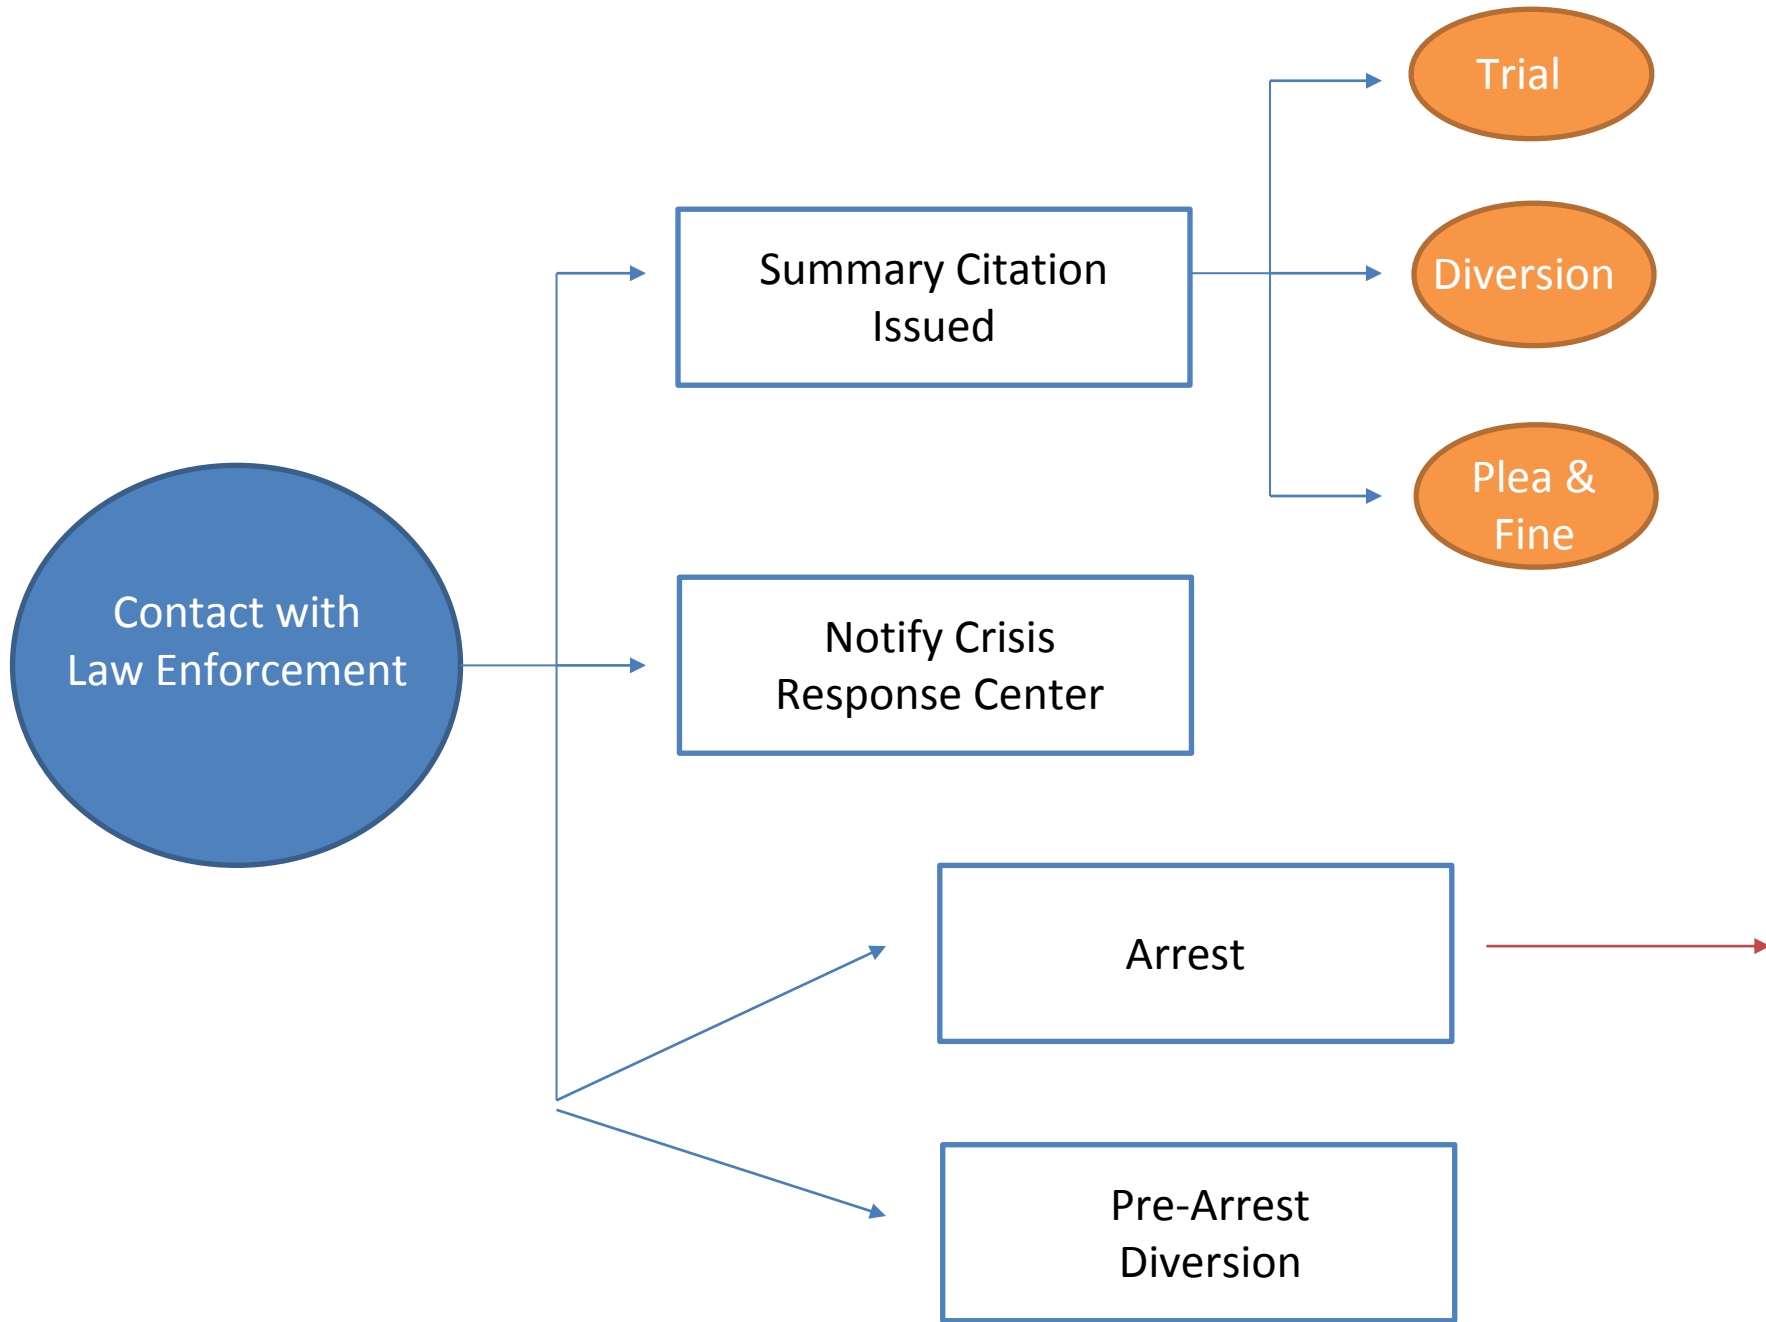 Trial
Summary Citation
Issued
Diversion
Plea &
Fine
Contact with
Law Enforcement
Notify Crisis
Response Center
Arrest
Pre-Arrest
Diversion